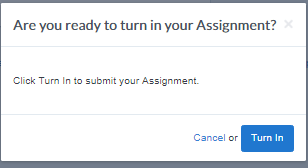 Are you ready to turn in your Assignment? ×
Click Turn In to submit your Assignment.
Cancel or Turn In